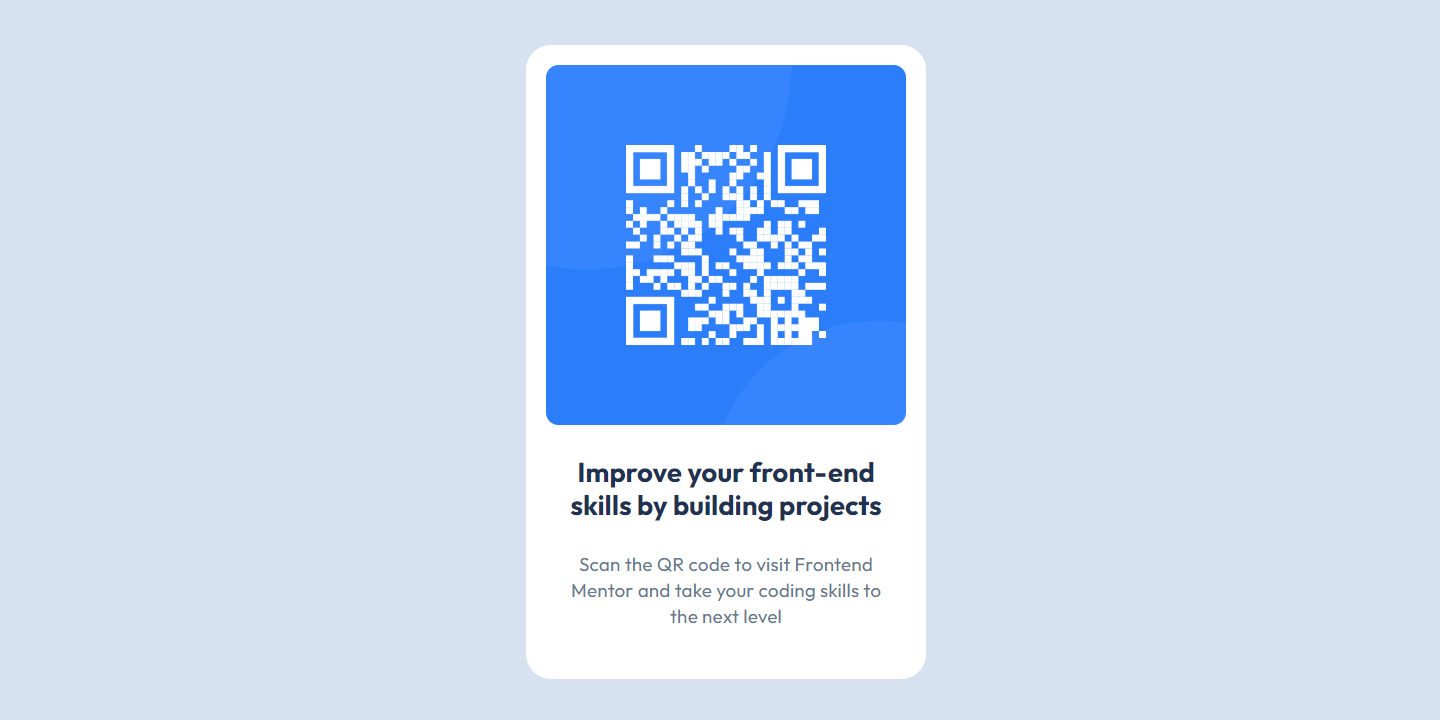 Improve your front-end
skills by building projects
Scan the QR code to visit Frontend
Mentor and take your coding skills to
the next level